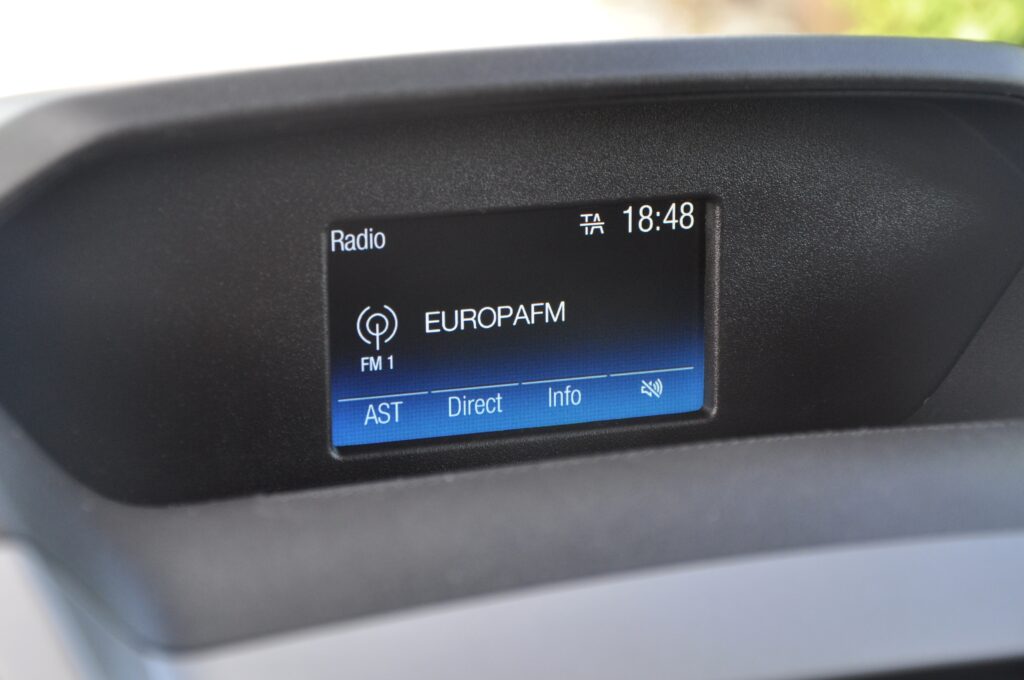 Radio TA 18:48
EUROPAFM
FM 1
AST Direct Info